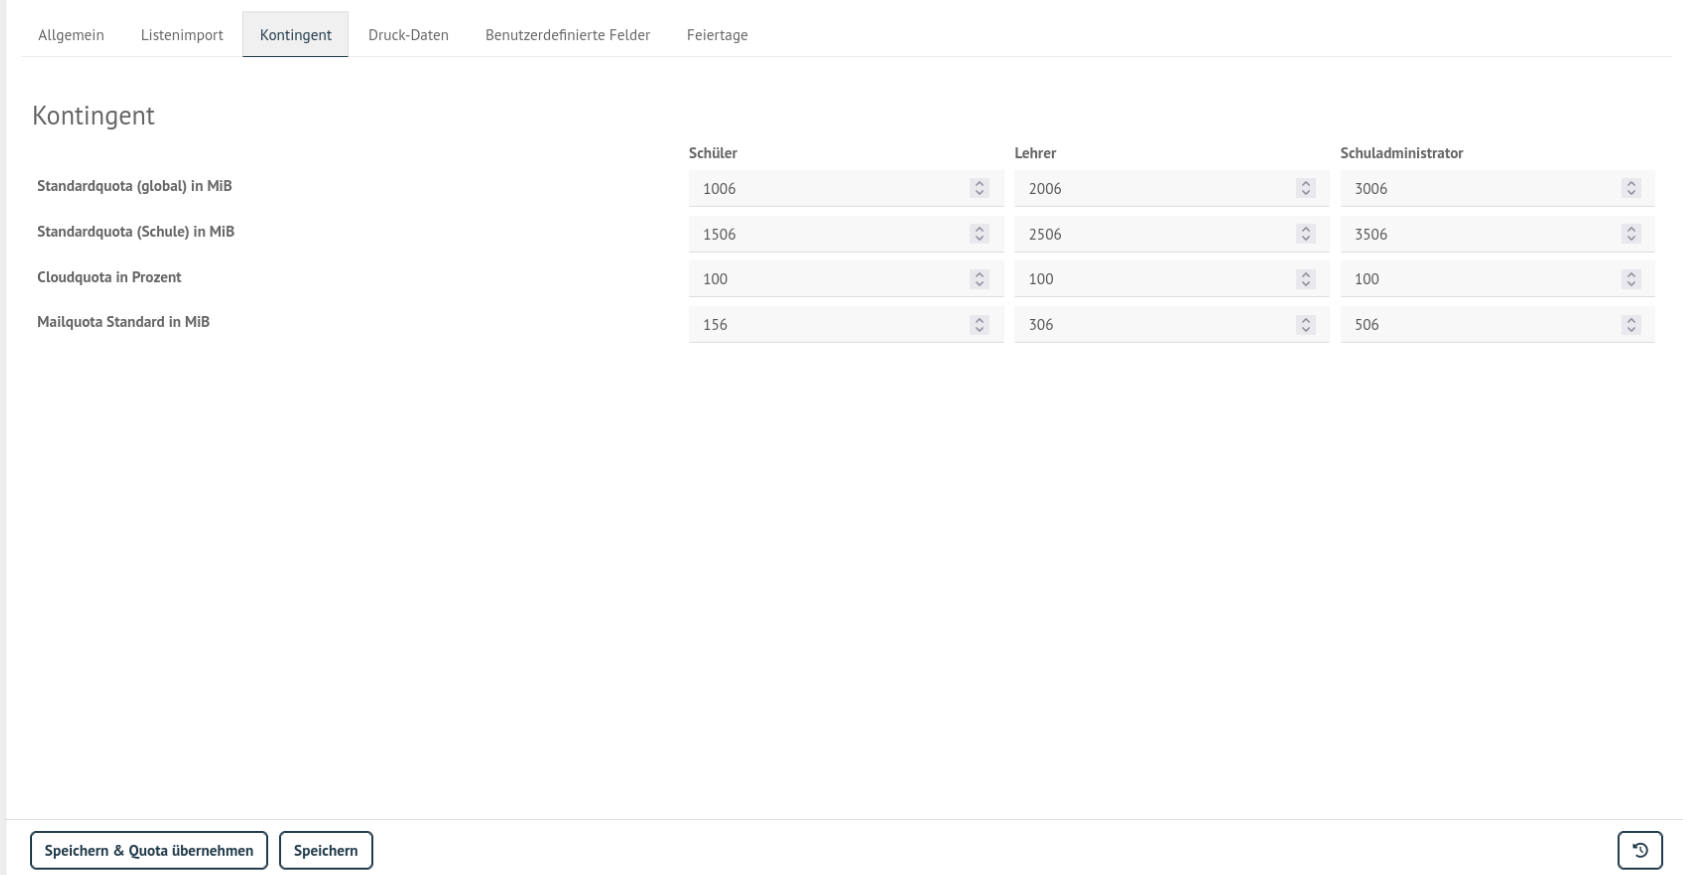 Allgemein Listenimport Kontingent Druck-Daten Benutzerdefinierte Felder Feiertage
Kontingent
Schüler Lehrer Schuladministrator
Standardquota (global) in MiB 1006 2006 3006
Standardquota (Schule) in MiB 1506 2506 3506
Cloudquota in Prozent 100 100 100
Mailquota Standard in MiB 156 306 506
Speichern & Quota übernehmen Speichern